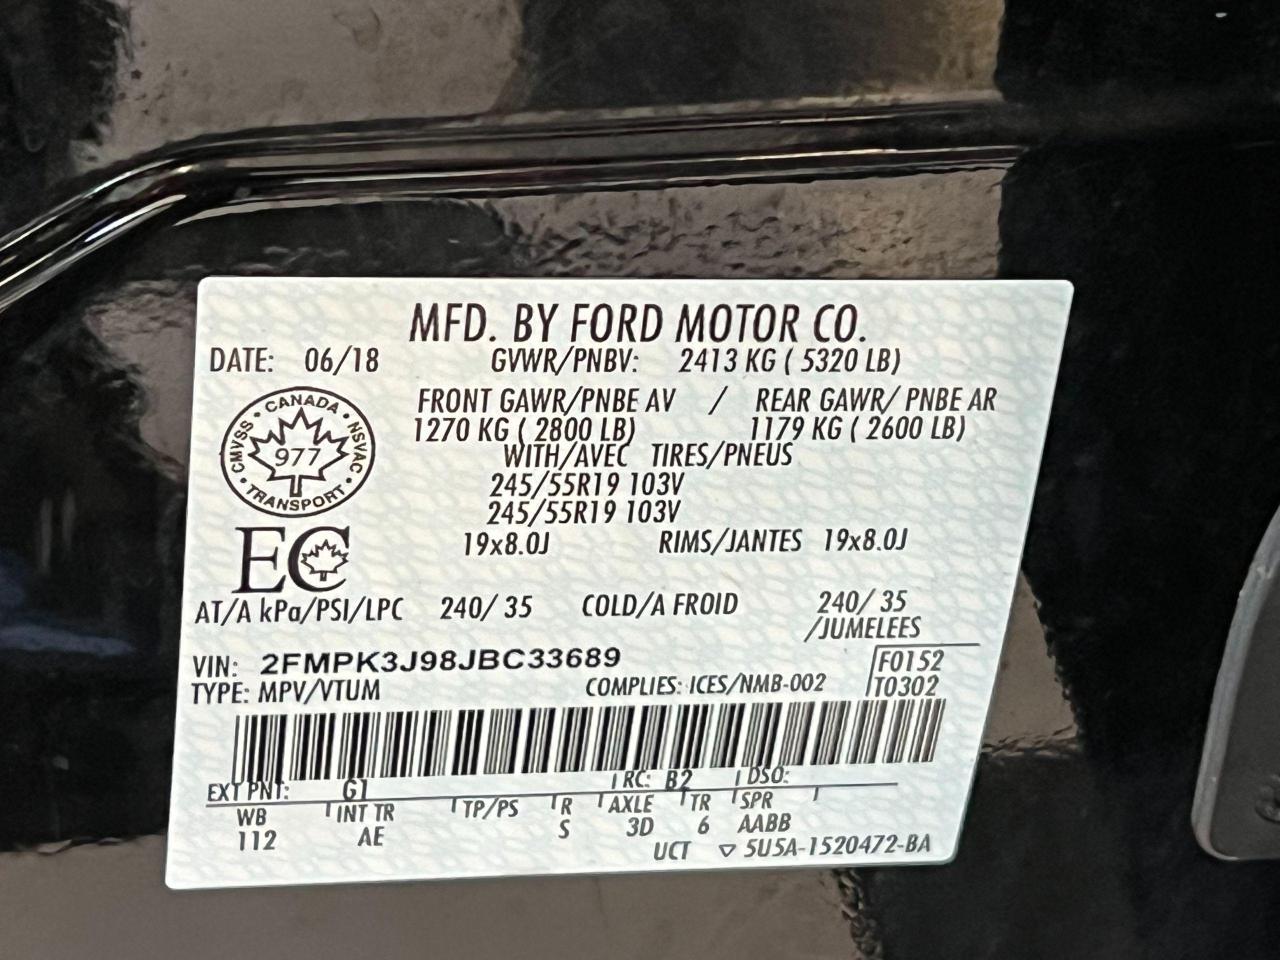 MFD. BY FORD MOTOR CO.
DATE: 06/18 GVWR/PNBV: 2413 KG ( 5320 LB)
FRONT GAWR/PNBE AV / REAR GAWR/ PNBE AR
1270 KG ( 2800 LB) 1179 KG ( 2600 LB)
WITH/AVEC TIRES/PNEUS
245/55R19 103V
245/55R19 103V
19x8.0J RIMS/JANTES 19x8.0J
CANADA
CMVSS 977 NSVAC
TRANSPORT
EC
AT/A kPa/PSI/LPC 240/ 35 COLD/A FROID 240/ 35
/JUMELEES
VIN: 2FMPK3J98JBC33689 F0152
TYPE: MPV/VTUM COMPLIES: ICES/NMB-002 T0302
EXT PNT: G1 RC: B2 DSO:
WB INT TR TP/PS R AXLE TR SPR
112 AE S 3D 6 AABB
UCT ▽ 5U5A-1520472-BA